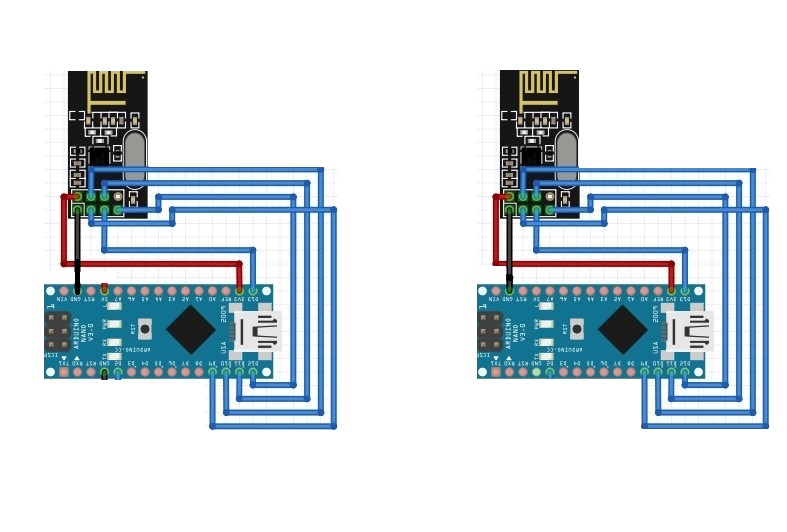 VIN GND RST 5V A7 A6 A5 A4 A3 A2 A1 A0 REF 3V3 D13
1
ARDUINO
NANO
V3.0
ICSP
RST
ARDUINO.CC
2009
USA
TX1 RX0 RST GND D2 D3 D4 D5 D6 D7 D8 D9 D10 D11 D12
VIN GND RST 5V A7 A6 A5 A4 A3 A2 A1 A0 REF 3V3 D13
1
ARDUINO
NANO
V3.0
ICSP
RST
ARDUINO.CC
2009
USA
TX1 RX0 RST GND D2 D3 D4 D5 D6 D7 D8 D9 D10 D11 D12